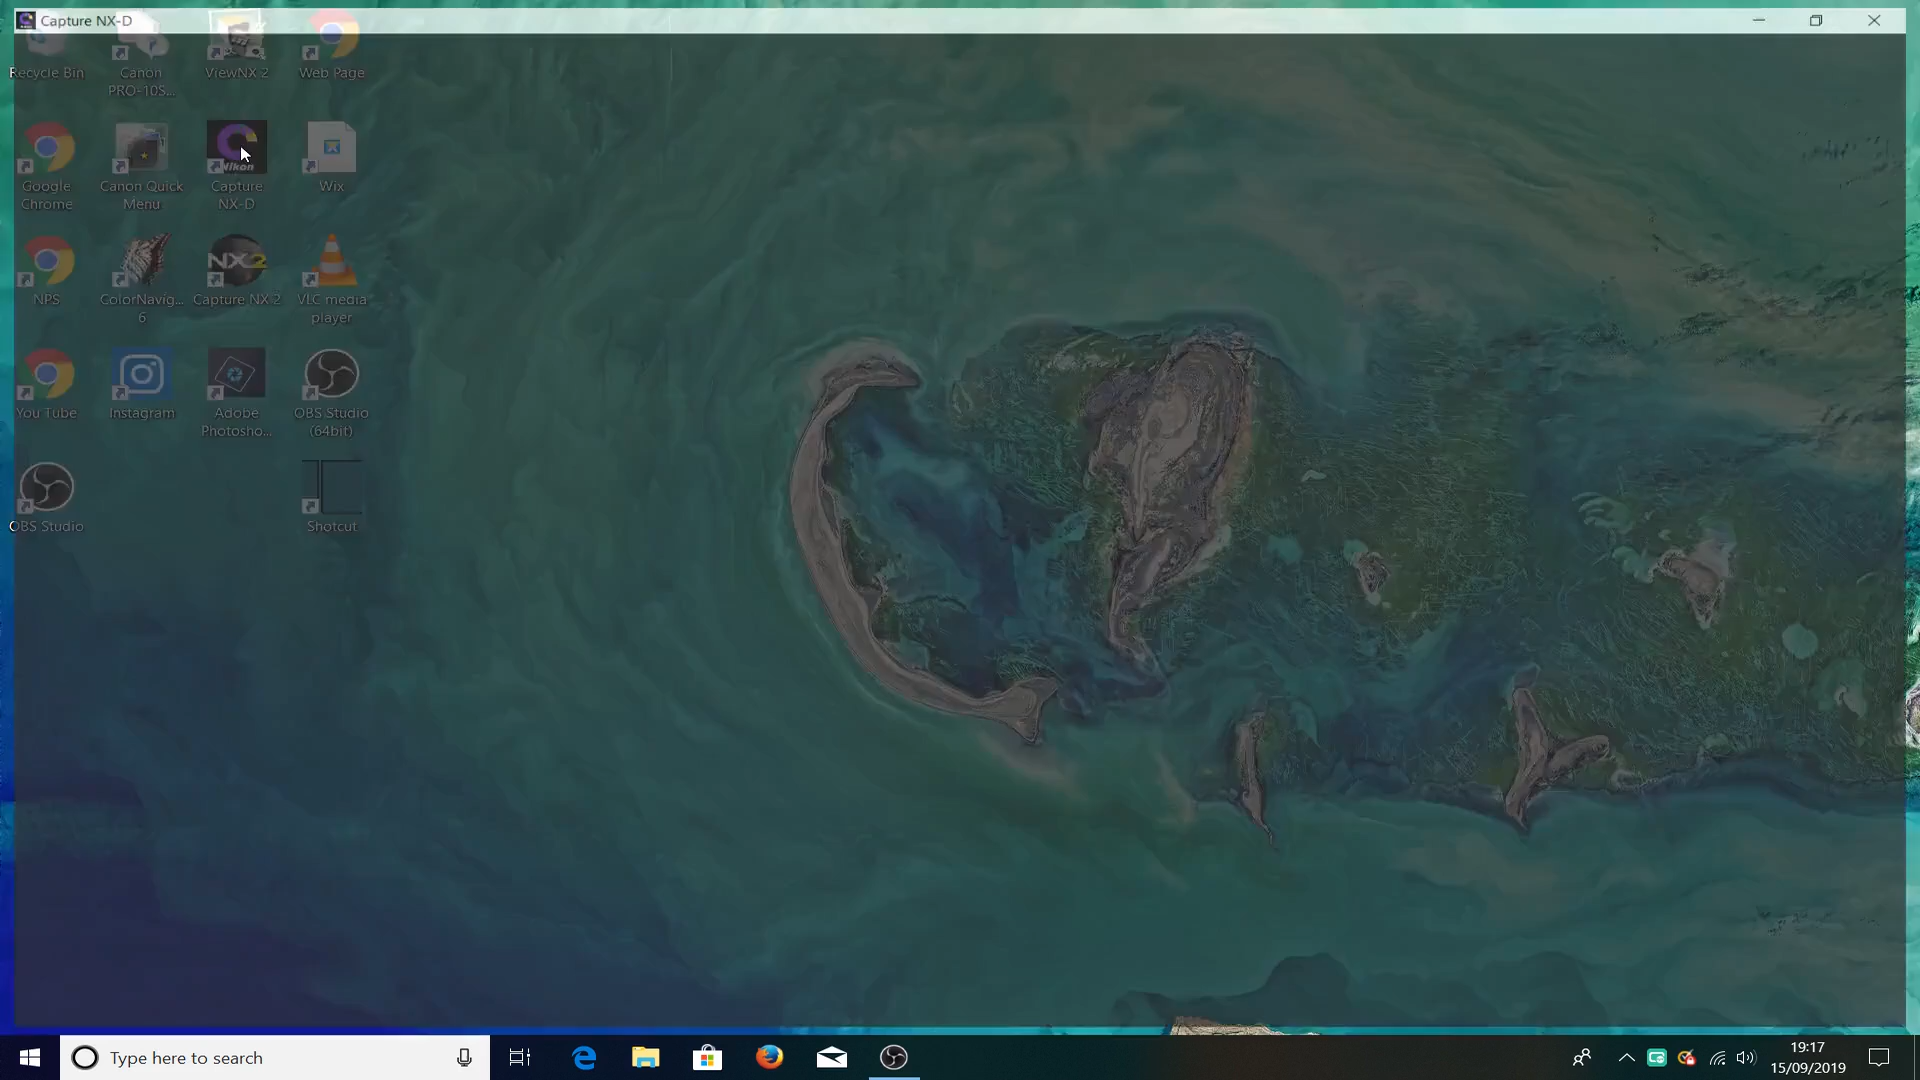 Capture NX-D
Recycle Bin
Canon
PRO-10S...
ViewNX 2
Web Page
Google
Chrome
Canon Quick
Menu
Nikon
Capture
NX-D
Wix
NPS
ColorNavig...
6
NX2
Capture NX 2
VLC media
player
You Tube
Instagram
Adobe
Photosho...
OBS Studio
(64bit)
OBS Studio
Shotcut
Type here to search
19:17
15/09/2019